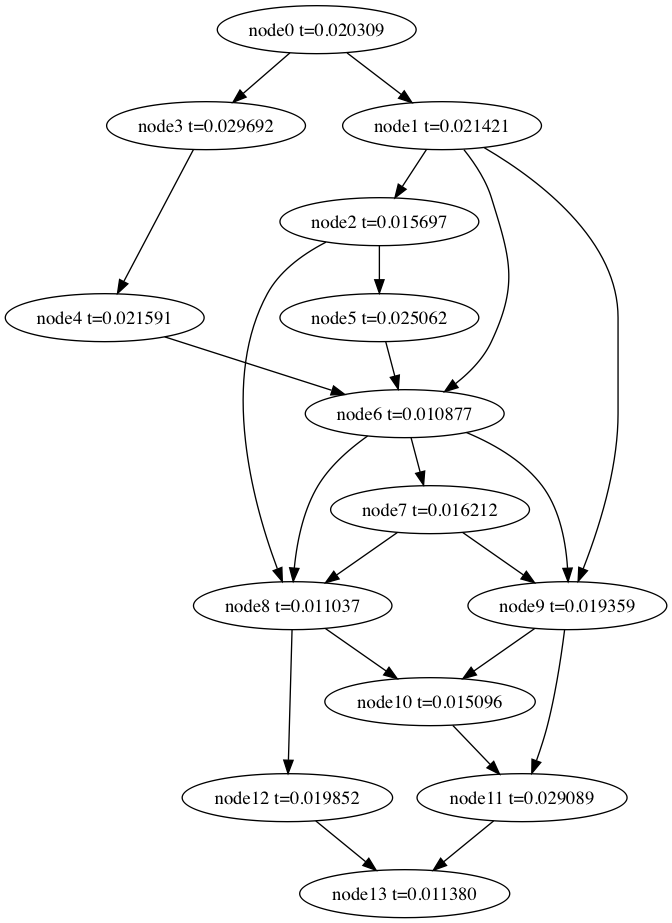 node0 t=0.020309
node3 t=0.029692
node1 t=0.021421
node2 t=0.015697
node4 t=0.021591
node5 t=0.025062
node6 t=0.010877
node7 t=0.016212
node8 t=0.011037
node9 t=0.019359
node10 t=0.015096
node12 t=0.019852
node11 t=0.029089
node13 t=0.011380